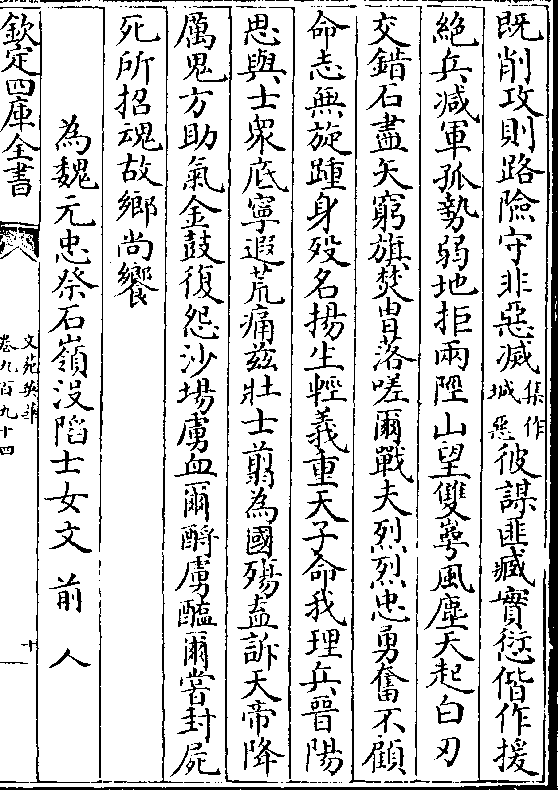 既削攻則路險守非惡減集作城惡彼謀匪臧實愆偕作援
絶兵减軍孤勢弱地拒兩陘山望雙崿風塵天起白刃
交錯石盡矢窮旗焚胄落嗟爾戰夫烈烈忠勇奮不顧
命志無旋踵身殁名揚生輕義重天子命我理兵晉陽
思與士衆底寧遐荒痛兹壯士翦為國殤盍訴天帝降
厲鬼方助氣金鼓復怨沙場虜血爾酹虜醢爾嘗封屍
死所招魂故鄉尚饗
為魏元忠祭石嶺没陷士女文 前人
欽定四庫全書
文苑英華
卷九百九十四
十